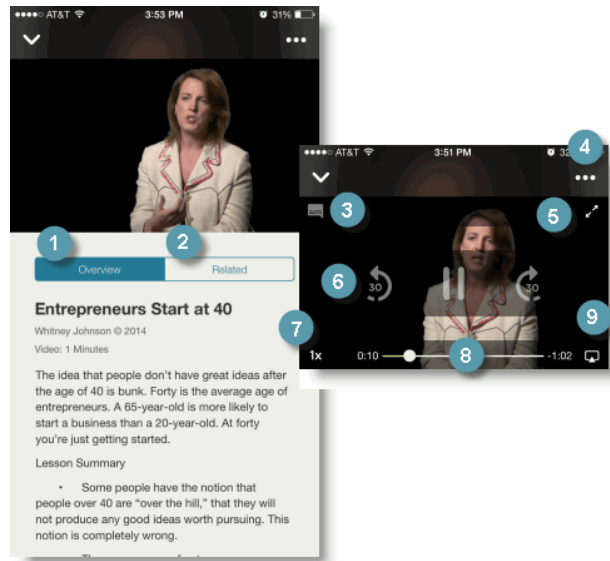 AT&T 3:53 PM 31%
1
2
Overview Related
Entrepreneurs Start at 40
Whitney Johnson © 2014
Video: 1 Minutes
The idea that people don't have great ideas after
the age of 40 is bunk. Forty is the average age of
entrepreneurs. A 65-year-old is more likely to
start a business than a 20-year-old. At forty
you're just getting started.
Lesson Summary
• Some people have the notion that
people over 40 are “over the hill,” that they will
not produce any good ideas worth pursuing. This
notion is completely wrong.
AT&T 3:51 PM
4
3
5
6
30 30
7
9
1x 0:10 8 -1:02